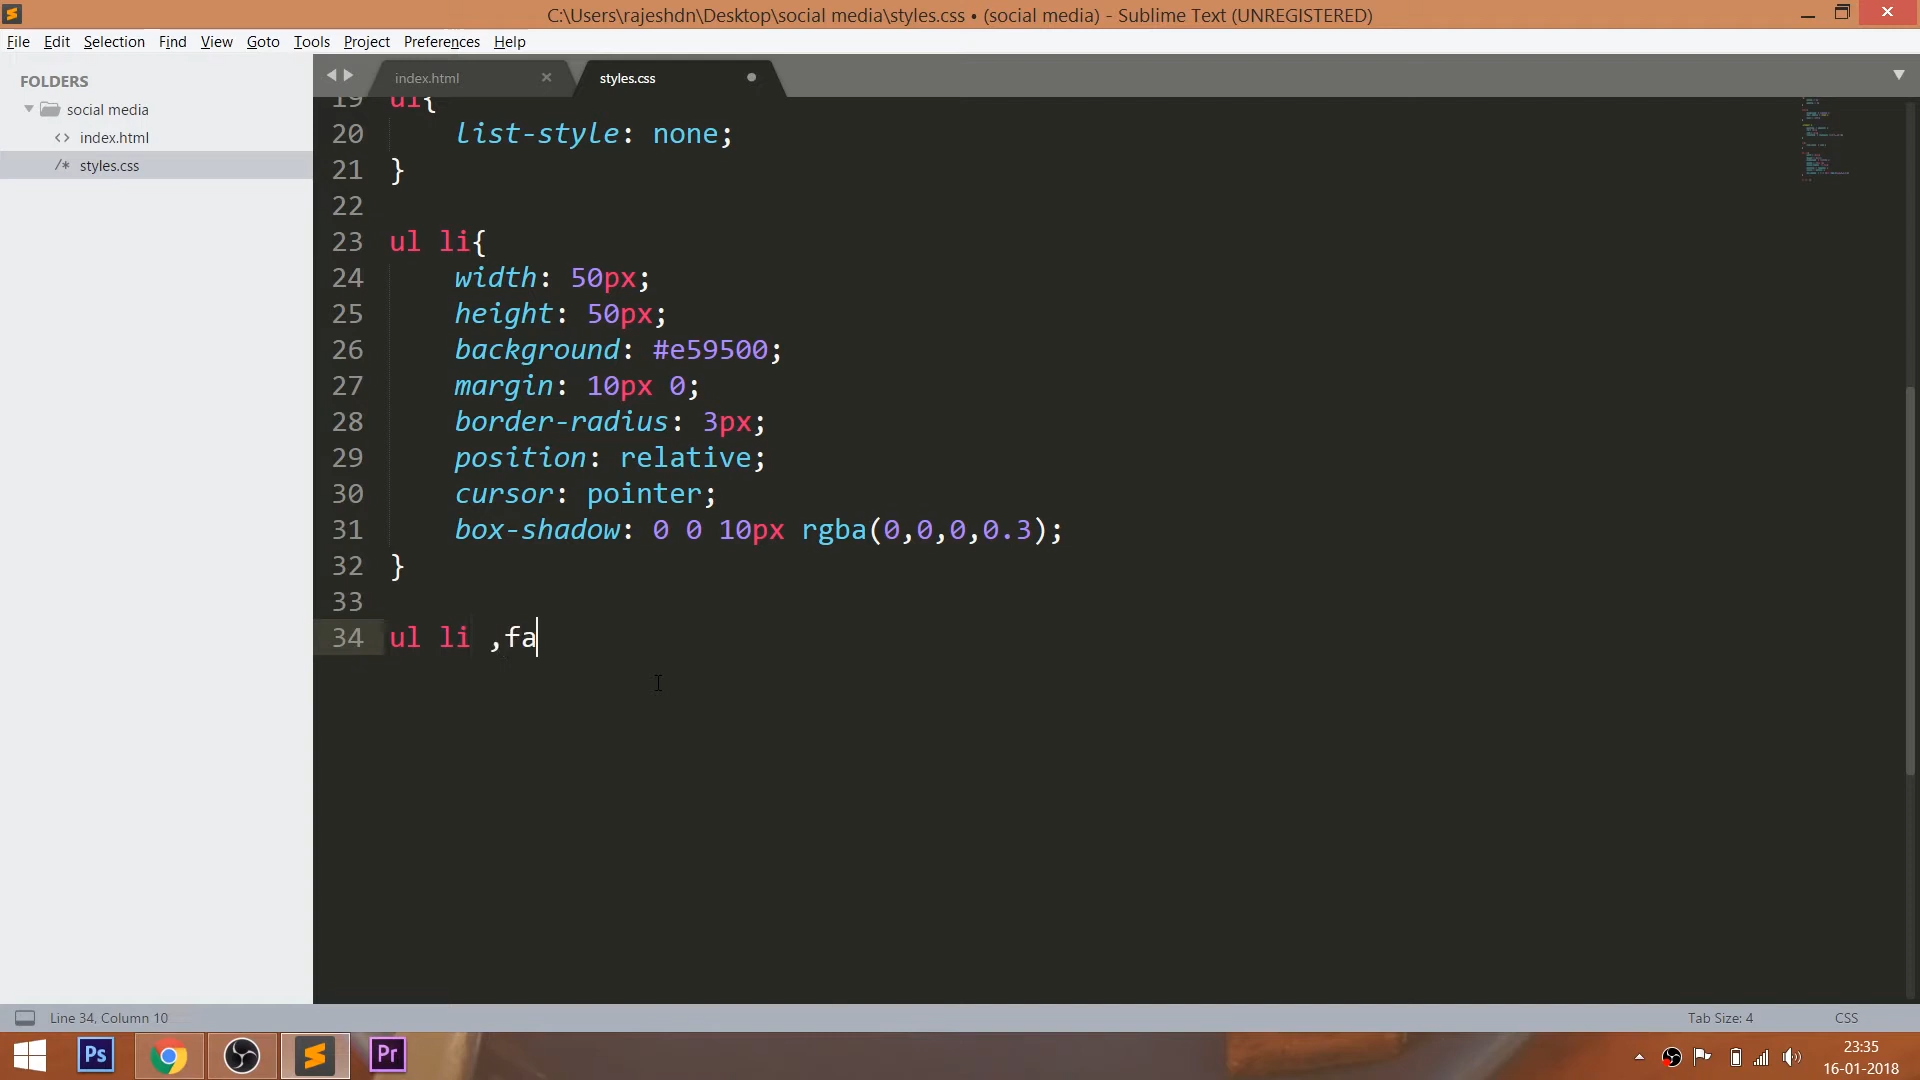 C:\Users\rajeshdn\Desktop\social media\styles.css • (social media) - Sublime Text (UNREGISTERED)
File Edit Selection Find View Goto Tools Project Preferences Help
FOLDERS
social media
<> index.html
/* styles.css
index.html × styles.css
19 ul{
20 list-style: none;
21 }
22
23 ul li{
24 width: 50px;
25 height: 50px;
26 background: #e59500;
27 margin: 10px 0;
28 border-radius: 3px;
29 position: relative;
30 cursor: pointer;
31 box-shadow: 0 0 10px rgba(0,0,0,0.3);
32 }
33
34 ul li ,fa
Line 34, Column 10 Tab Size: 4 CSS
Ps Pr
23:35
16-01-2018